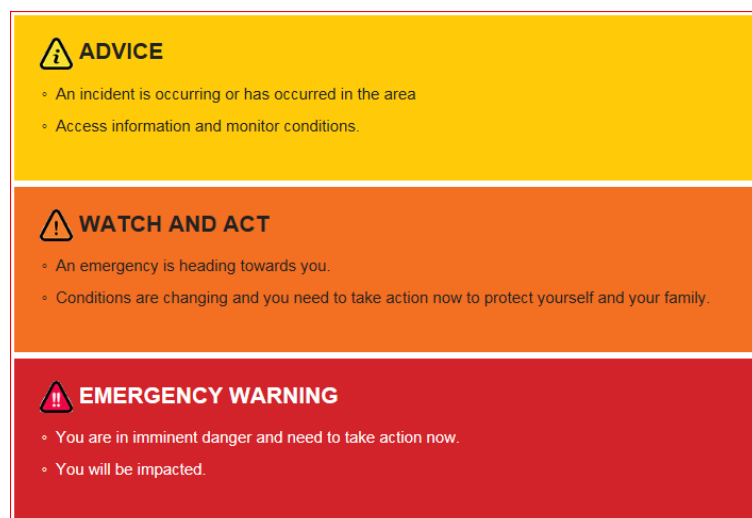 ADVICE
◦ An incident is occurring or has occurred in the area
◦ Access information and monitor conditions.
WATCH AND ACT
◦ An emergency is heading towards you.
◦ Conditions are changing and you need to take action now to protect yourself and your family.
EMERGENCY WARNING
◦ You are in imminent danger and need to take action now.
◦ You will be impacted.